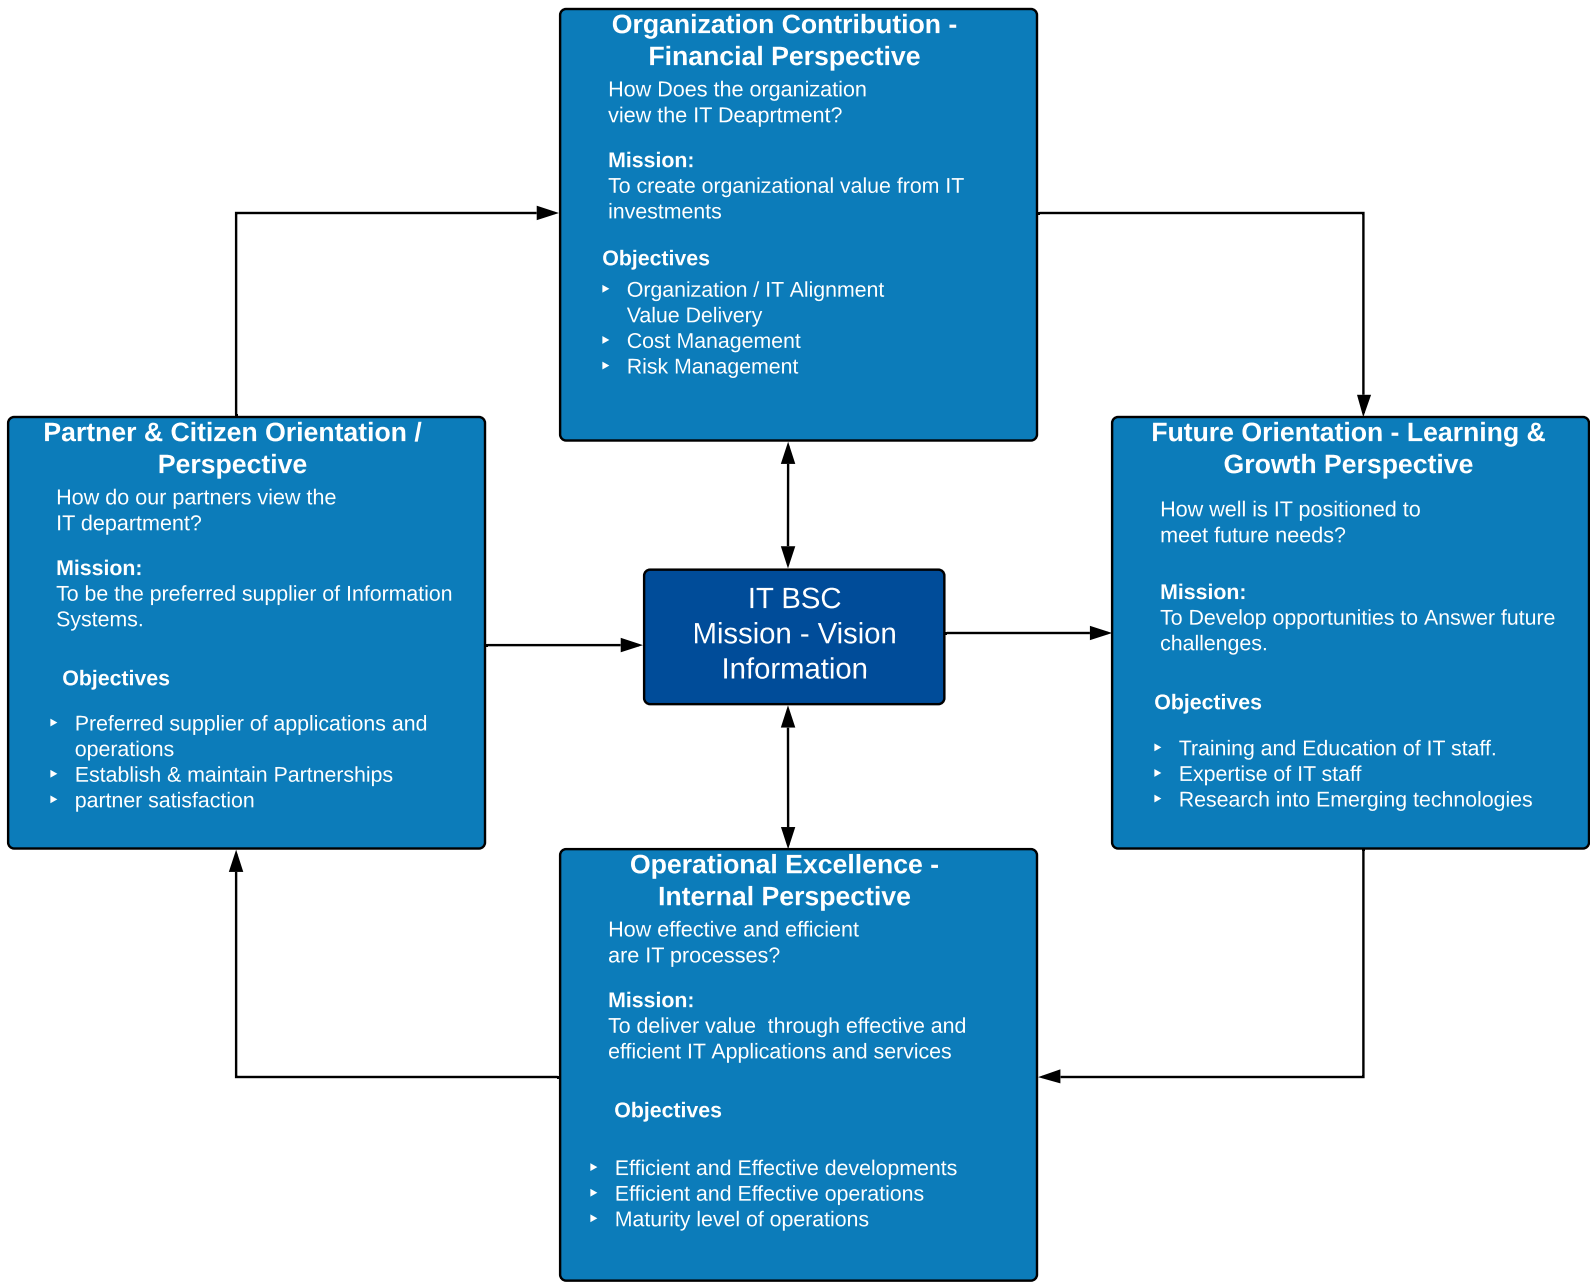 Organization Contribution -
Financial Perspective
How Does the organization
view the IT Deaprtment?
Mission:
To create organizational value from IT
investments
Objectives
‣ Organization / IT Alignment
Value Delivery
‣ Cost Management
‣ Risk Management
Partner & Citizen Orientation /
Perspective
How do our partners view the
IT department?
Mission:
To be the preferred supplier of Information
Systems.
Objectives
‣ Preferred supplier of applications and
operations
‣ Establish & maintain Partnerships
‣ partner satisfaction
IT BSC
Mission - Vision
Information
Future Orientation - Learning &
Growth Perspective
How well is IT positioned to
meet future needs?
Mission:
To Develop opportunities to Answer future
challenges.
Objectives
‣ Training and Education of IT staff.
‣ Expertise of IT staff
‣ Research into Emerging technologies
Operational Excellence -
Internal Perspective
How effective and efficient
are IT processes?
Mission:
To deliver value  through effective and
efficient IT Applications and services
Objectives
‣ Efficient and Effective developments
‣ Efficient and Effective operations
‣ Maturity level of operations